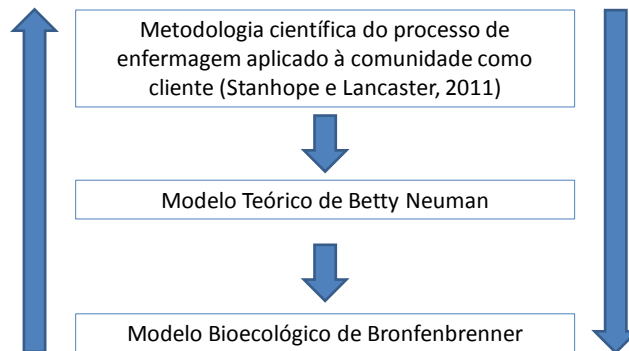 Metodologia científica do processo de
enfermagem aplicado à comunidade como
cliente (Stanhope e Lancaster, 2011)
Modelo Teórico de Betty Neuman
Modelo Bioecológico de Bronfenbrenner